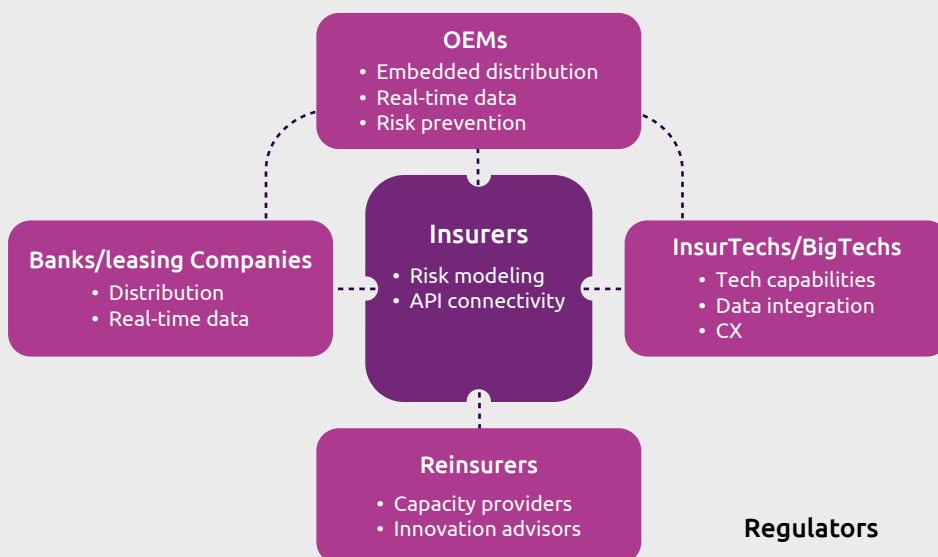 OEMs
• Embedded distribution
• Real-time data
• Risk prevention
Banks/leasing Companies
• Distribution
• Real-time data
Insurers
• Risk modeling
• API connectivity
InsurTechs/BigTechs
• Tech capabilities
• Data integration
• CX
Reinsurers
• Capacity providers
• Innovation advisors
Regulators